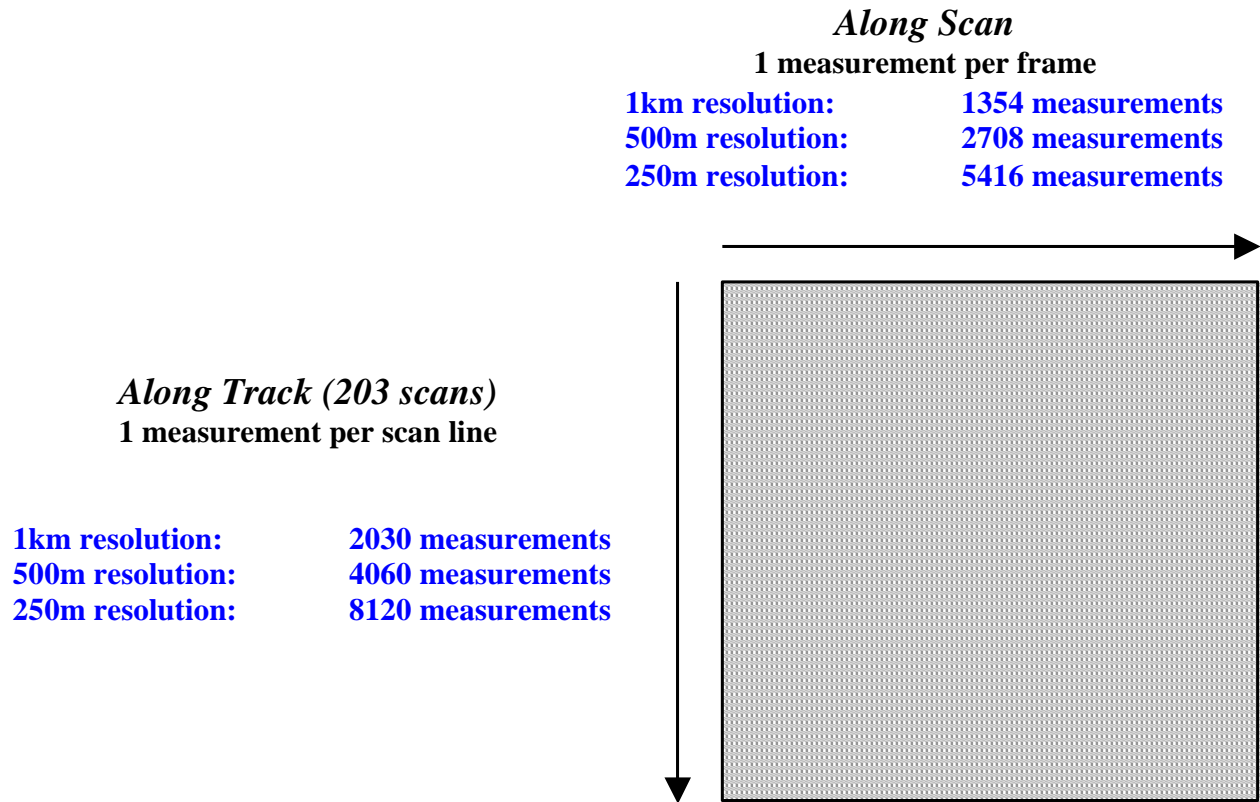 Along Scan
1 measurement per frame
1km resolution: 1354 measurements
500m resolution: 2708 measurements
250m resolution: 5416 measurements
Along Track (203 scans)
1 measurement per scan line
1km resolution: 2030 measurements
500m resolution: 4060 measurements
250m resolution: 8120 measurements